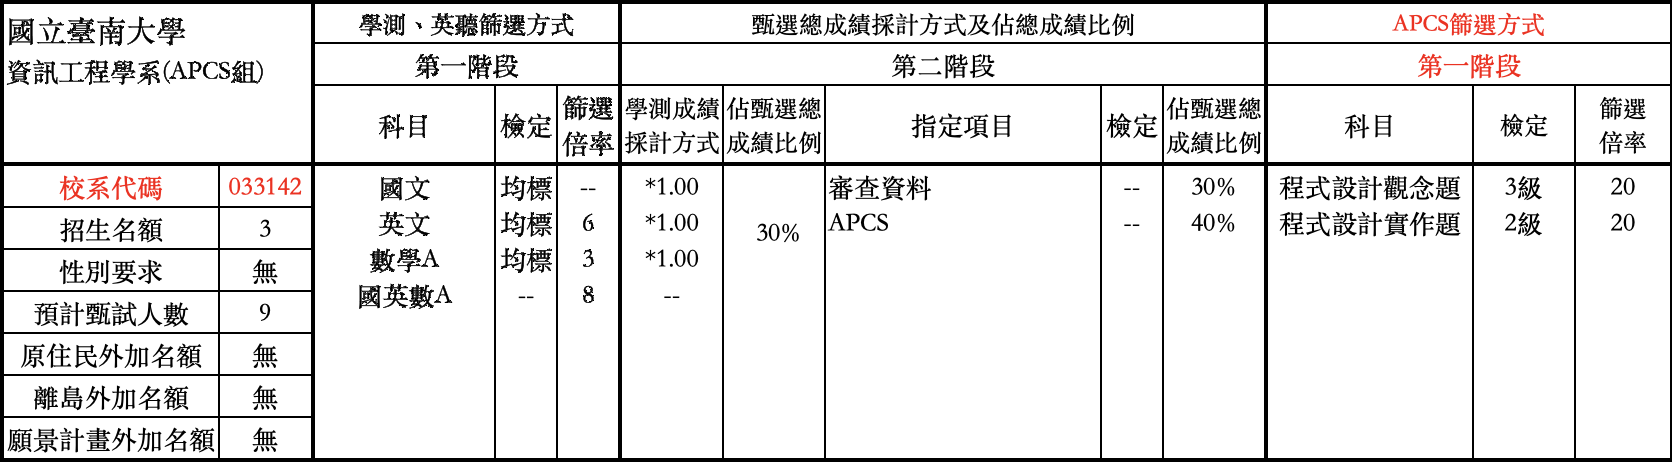 國立臺南大學
資訊工程學系(APCS組)
學測、英聽篩選方式
甄選總成績採計方式及佔總成績比例
APCS篩選方式
第一階段
第二階段
第一階段
科目 檢定 篩選倍率
學測成績採計方式 佔甄選總成績比例 指定項目 檢定 佔甄選總成績比例
科目 檢定 篩選倍率
校系代碼 033142
招生名額 3
性別要求 無
預計甄試人數 9
原住民外加名額 無
離島外加名額 無
願景計畫外加名額 無
國文 均標 -- *1.00
英文 均標 6 *1.00
數學A 均標 3 *1.00
國英數A -- 8 --
30%
審查資料 -- 30%
APCS -- 40%
程式設計觀念題 3級 20
程式設計實作題 2級 20